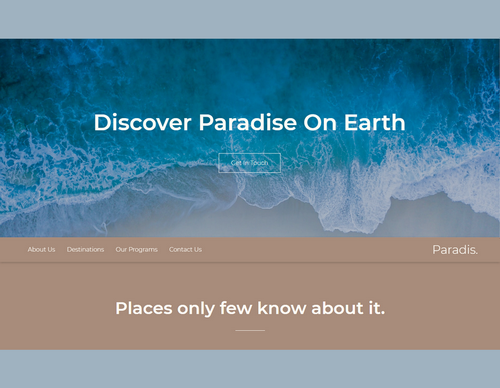 Discover Paradise On Earth
Get in Touch
About Us Destinations Our Programs Contact Us Paradis.
Places only few know about it.